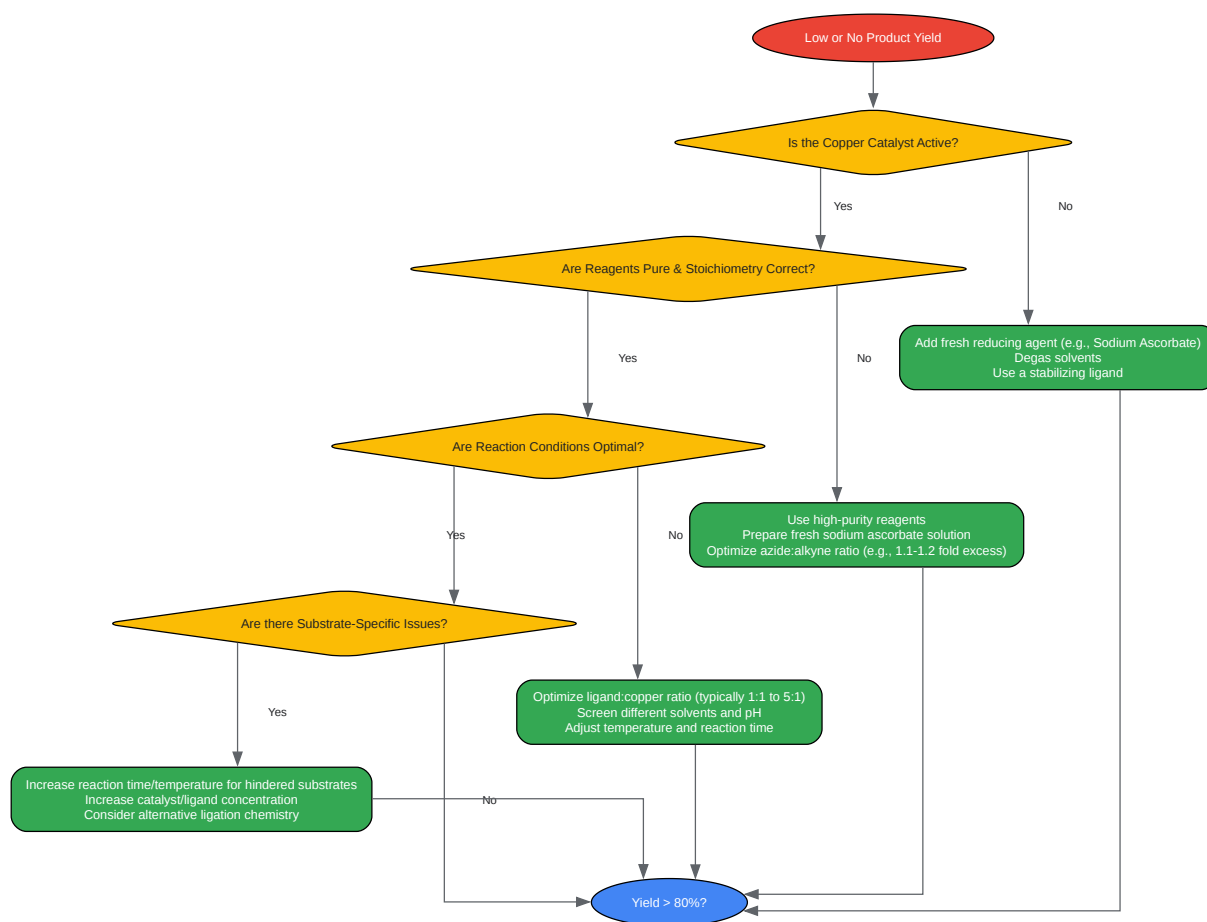 Low or No Product Yield
Is the Copper Catalyst Active?
Yes
No
Are Reagents Pure & Stoichiometry Correct?
Add fresh reducing agent (e.g., Sodium Ascorbate)
Degas solvents
Use a stabilizing ligand
Yes
No
Are Reaction Conditions Optimal?
Use high-purity reagents
Prepare fresh sodium ascorbate solution
Optimize azide:alkyne ratio (e.g., 1.1-1.2 fold excess)
Yes
No
Are there Substrate-Specific Issues?
Optimize ligand:copper ratio (typically 1:1 to 5:1)
Screen different solvents and pH
Adjust temperature and reaction time
Yes
Increase reaction time/temperature for hindered substrates
Increase catalyst/ligand concentration
Consider alternative ligation chemistry
No
Yield > 80%?